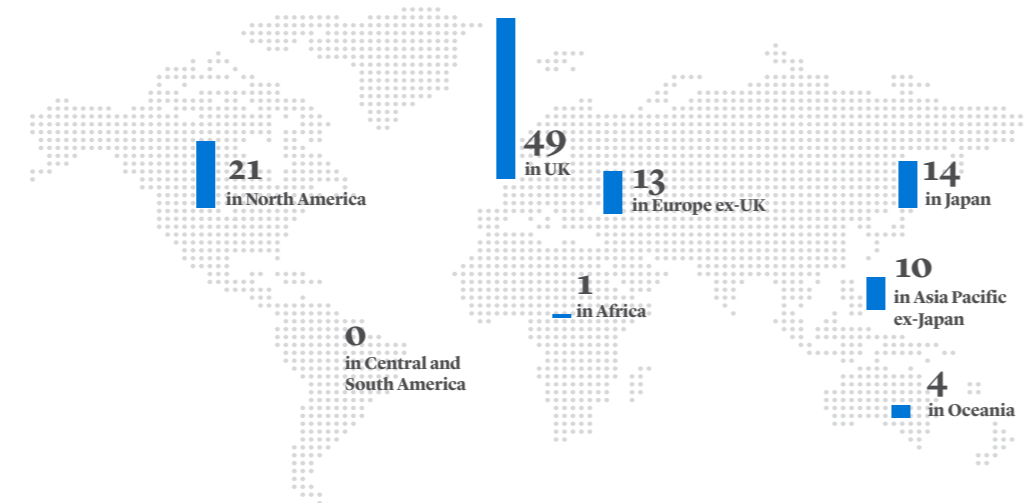 49
in UK
21
in North America
13
in Europe ex-UK
14
in Japan
10
in Asia Pacific
ex-Japan
1
in Africa
0
in Central and
South America
4
in Oceania